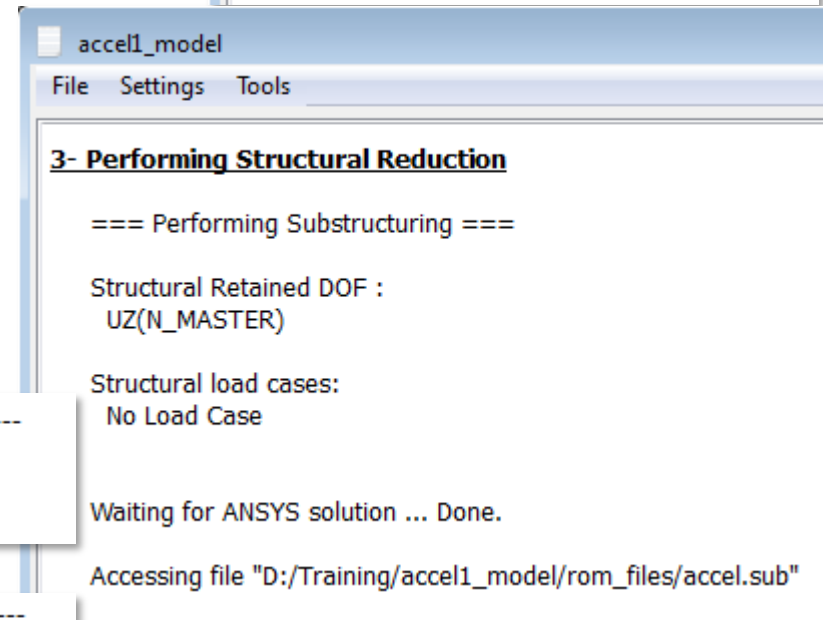 accel1_model
File Settings Tools
3- Performing Structural Reduction
=== Performing Substructuring ===
Structural Retained DOF :
UZ(N_MASTER)
Structural load cases:
No Load Case
--
Waiting for ANSYS solution ... Done.
Accessing file "D:/Training/accel1_model/rom_files/accel.sub"
---